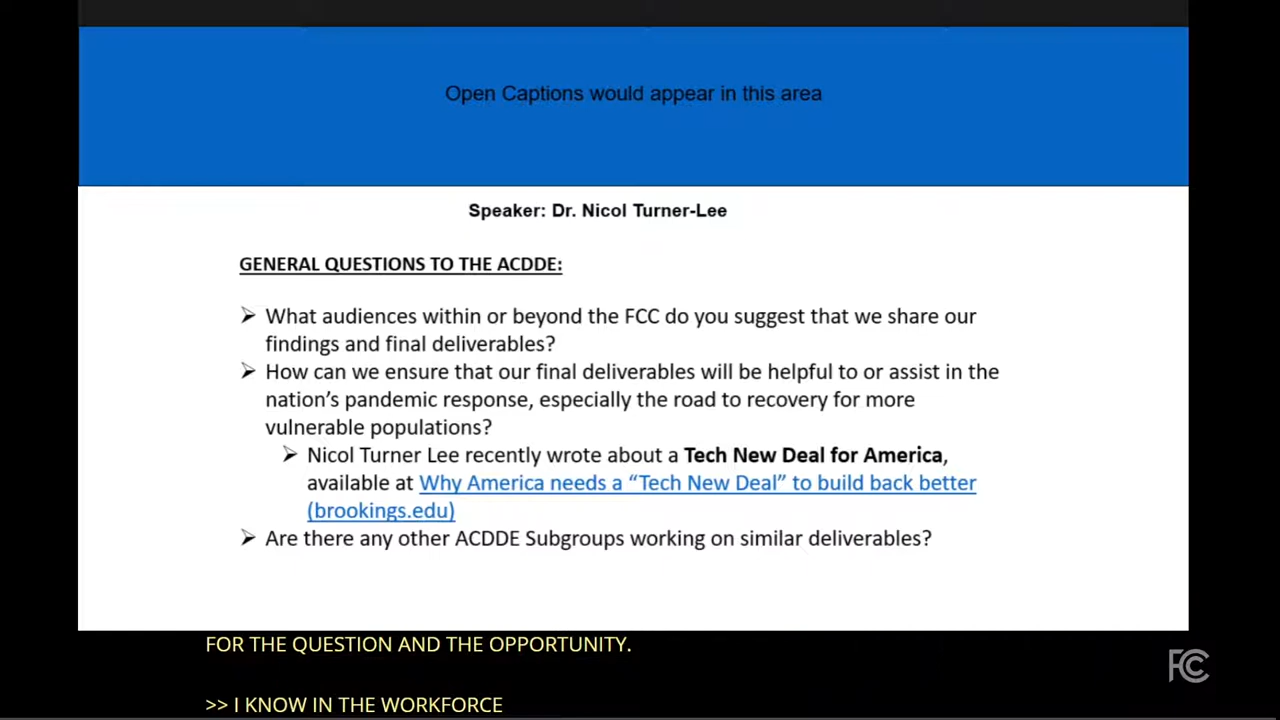 Open Captions would appear in this area
Speaker: Dr. Nicol Turner-Lee
GENERAL QUESTIONS TO THE ACDDE:
➢ What audiences within or beyond the FCC do you suggest that we share our
findings and final deliverables?
➢ How can we ensure that our final deliverables will be helpful to or assist in the
nation’s pandemic response, especially the road to recovery for more
vulnerable populations?
➢ Nicol Turner Lee recently wrote about a Tech New Deal for America,
available at Why America needs a “Tech New Deal” to build back better
(brookings.edu)
➢ Are there any other ACDDE Subgroups working on similar deliverables?
FOR THE QUESTION AND THE OPPORTUNITY.
FCC
>> I KNOW IN THE WORKFORCE